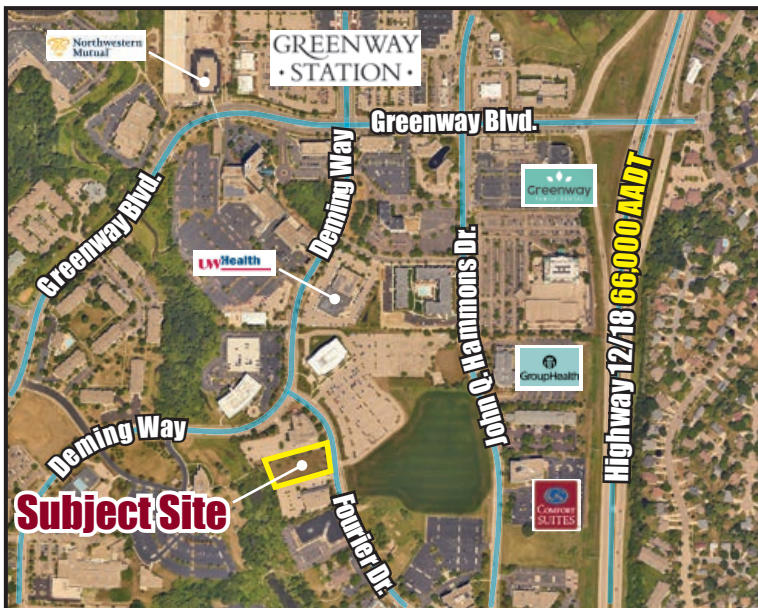 Northwestern
Mutual
GREENWAY
• STATION •
Greenway Blvd.
Deming Way
Greenway
FAMILY DENTAL
Greenway Blvd.
UWHealth
Highway 12/18 66,000 AADT
John Q. Hammons Dr.
GroupHealth
Deming Way
Subject Site
Fourier Dr.
CS
COMFORT
SUITES